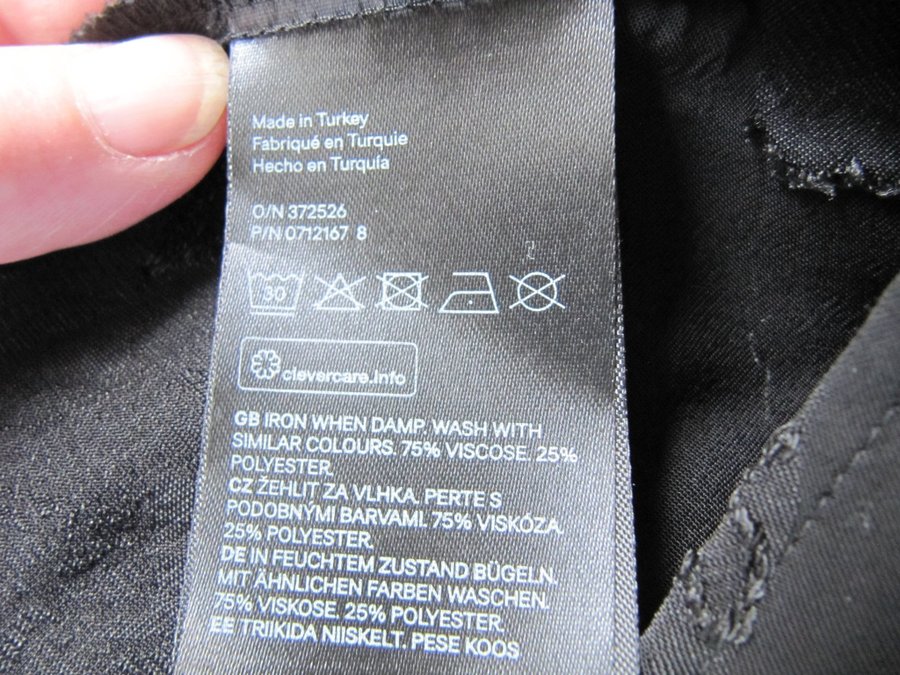 Made in Turkey
Fabriqué en Turquie
Hecho en Turquía
O/N 372526
P/N 0712167 8
30
clevercare.info
GB IRON WHEN DAMP. WASH WITH
SIMILAR COLOURS. 75% VISCOSE. 25%
POLYESTER.
CZ ŽEHLIT ZA VLHKA. PERTE S
PODOBNÝMI BARVAMI. 75% VISKÓZA.
25% POLYESTER.
DE IN FEUCHTEM ZUSTAND BÜGELN.
MIT ÄHNLICHEN FARBEN WASCHEN.
75% VISKOSE. 25% POLYESTER.
EE TRIIKIDA NIISKELT. PESE KOOS